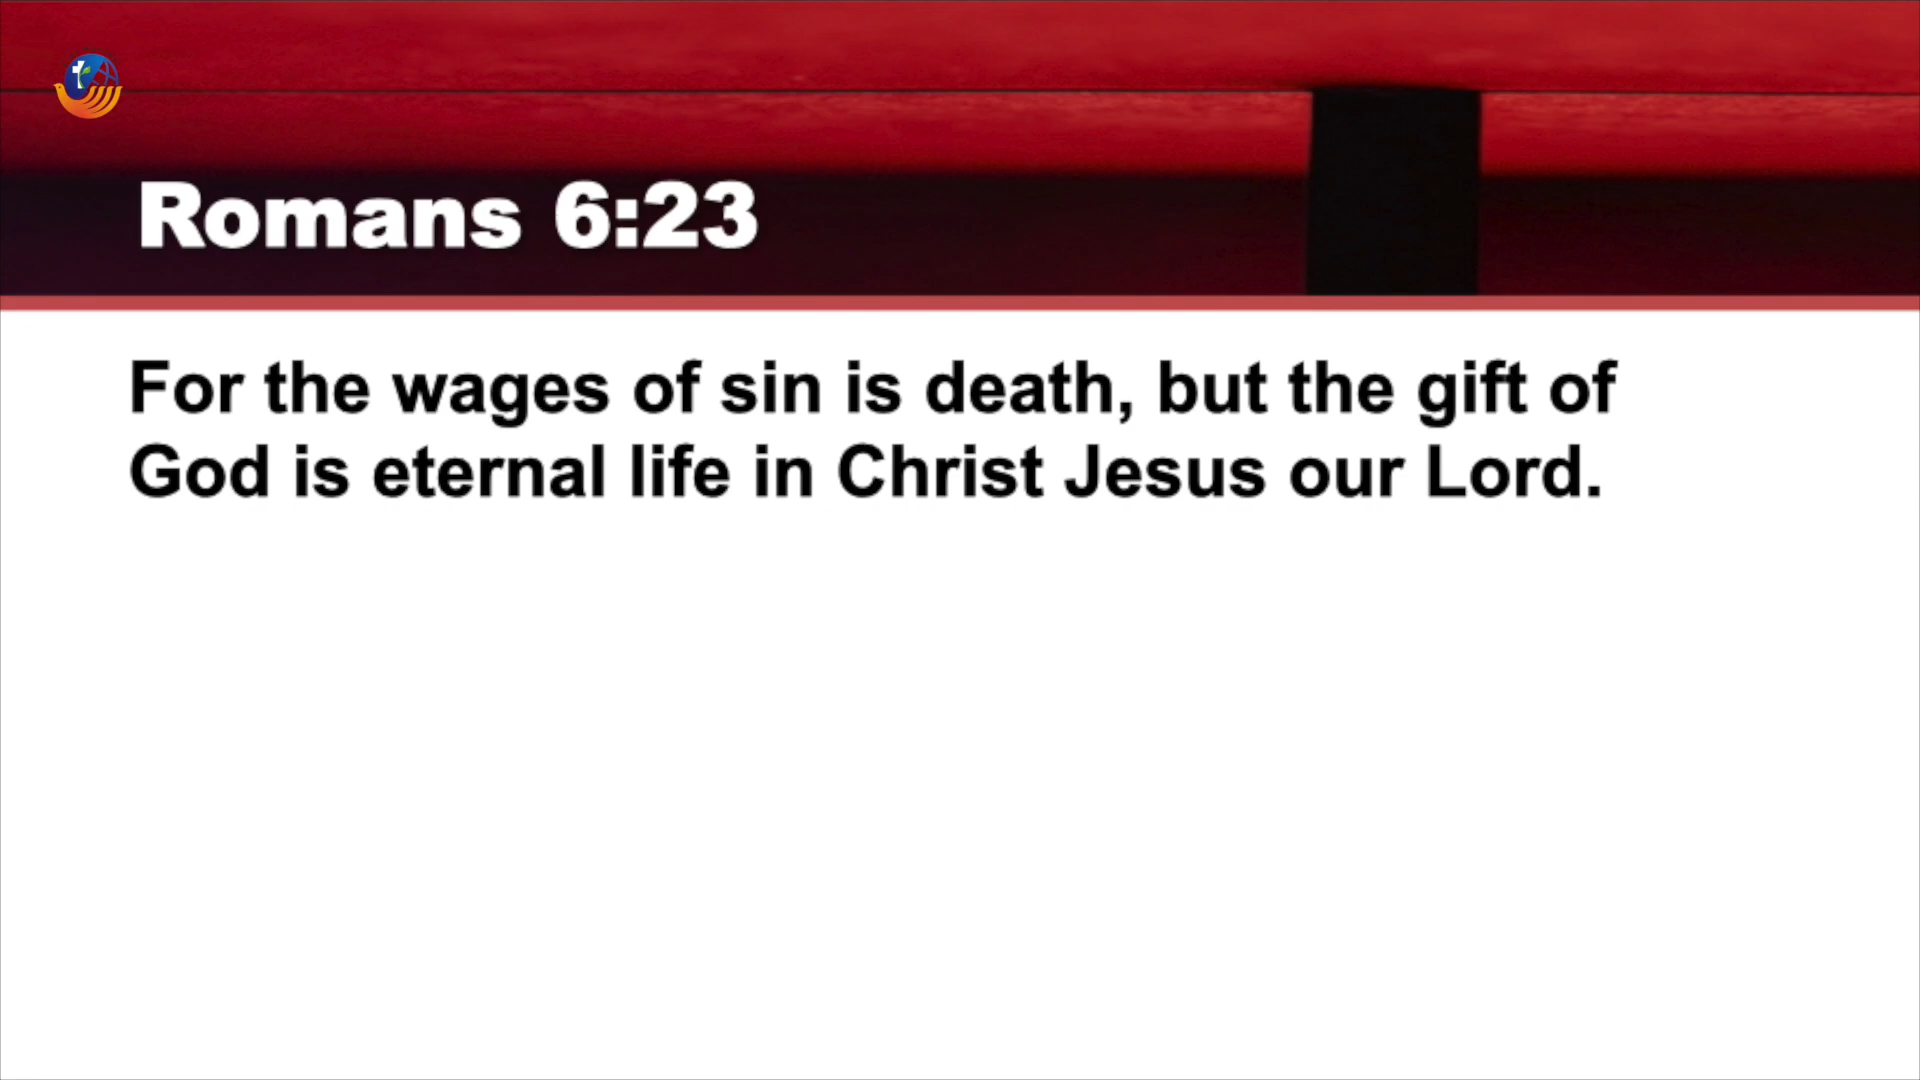 Romans 6:23
For the wages of sin is death, but the gift of
God is eternal life in Christ Jesus our Lord.